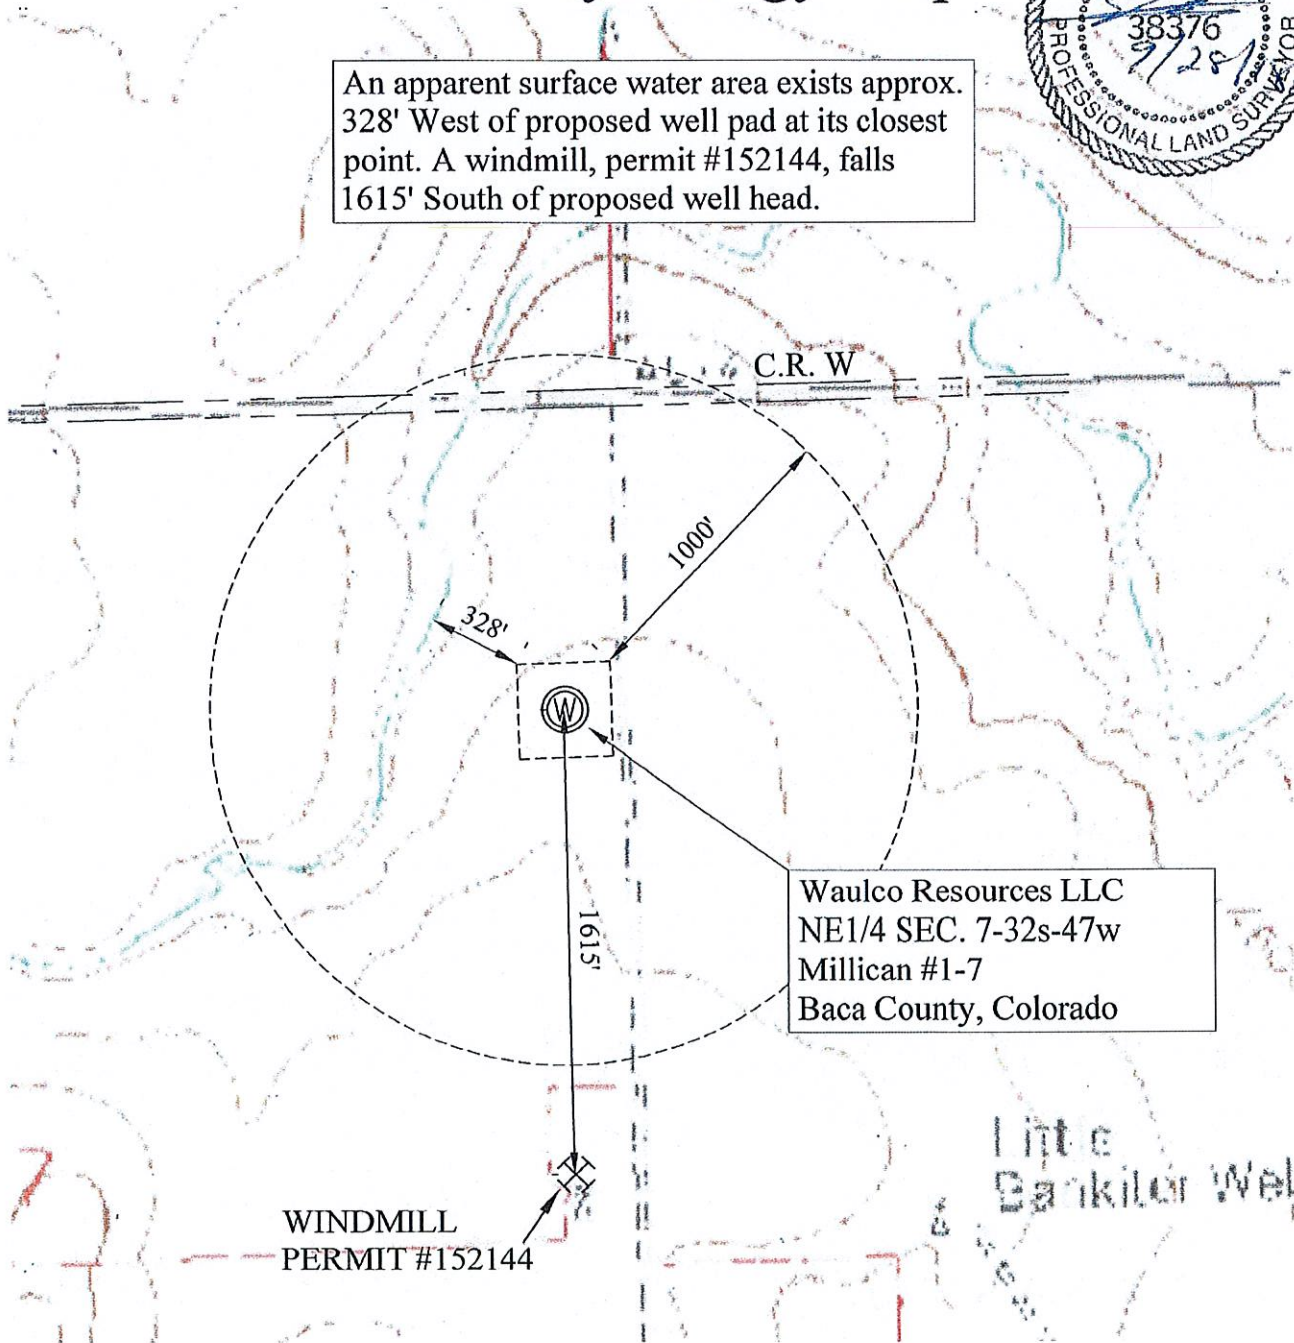 38376
PROFESSIONAL LAND SURVEYOR
An apparent surface water area exists approx.
328' West of proposed well pad at its closest
point. A windmill, permit #152144, falls
1615' South of proposed well head.
C.R. W
1000'
328'
W
1615'
Waulco Resources LLC
NE1/4 SEC. 7-32s-47w
Millican #1-7
Baca County, Colorado
7
WINDMILL
PERMIT #152144